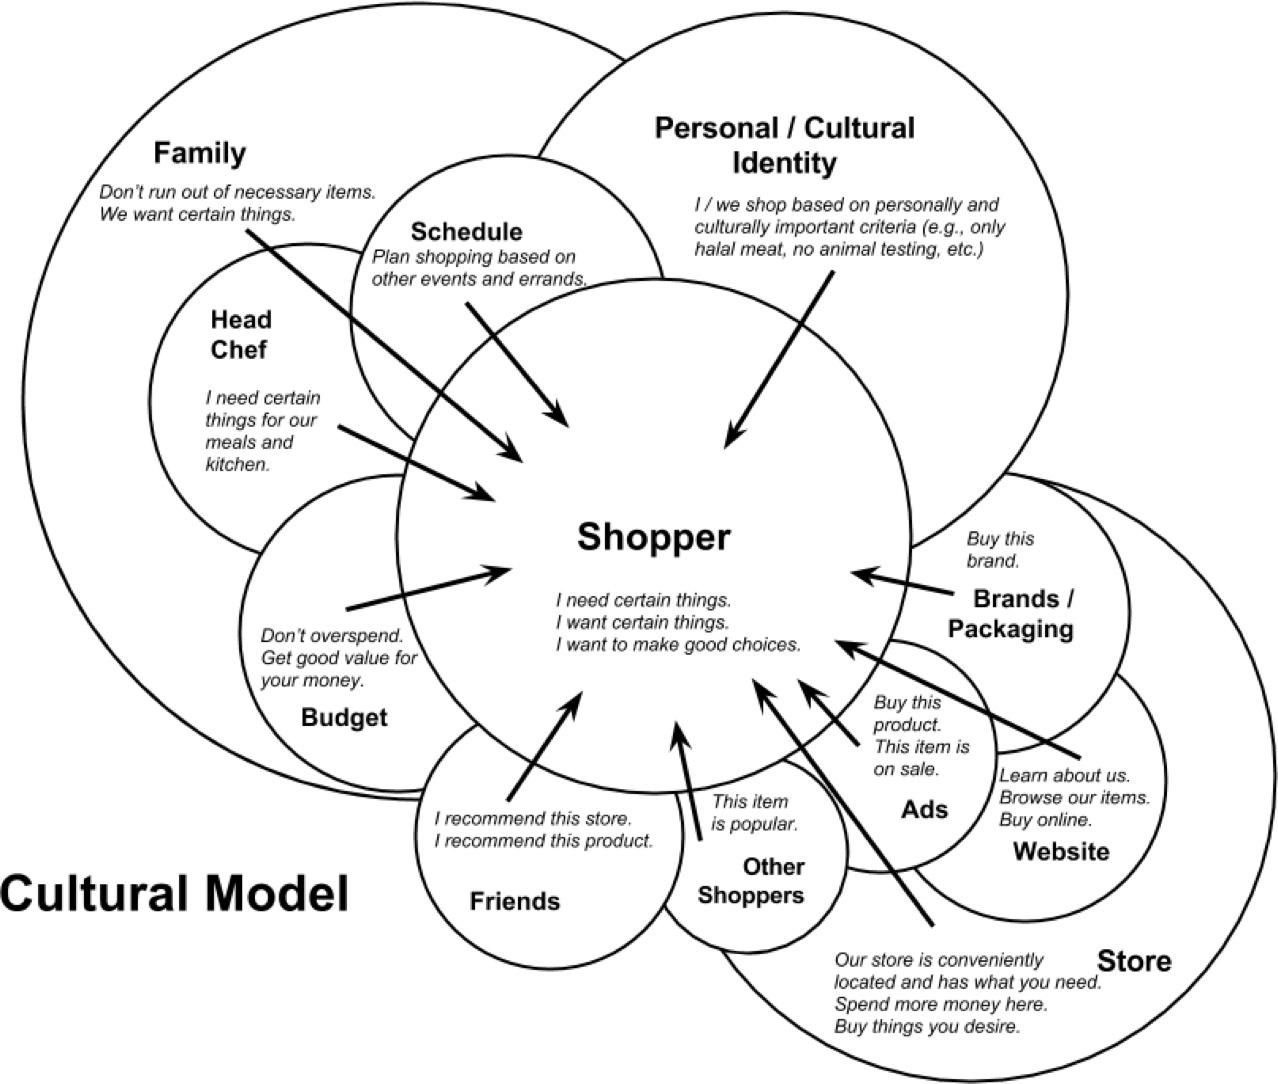 Family
Don't run out of necessary items.
We want certain things.
Personal / Cultural
Identity
I / we shop based on personally and
culturally important criteria (e.g., only
halal meat, no animal testing, etc.)
Schedule
Plan shopping based on
other events and errands.
Head
Chef
I need certain
things for our
meals and
kitchen.
Shopper
I need certain things.
I want certain things.
I want to make good choices.
Buy this
brand.
Brands /
Packaging
Don't overspend.
Get good value for
your money.
Budget
Buy this
product.
This item is
on sale.
Ads
Learn about us.
Browse our items.
Buy online.
Website
I recommend this store.
I recommend this product.
Friends
This item
is popular.
Other
Shoppers
Cultural Model
Our store is conveniently
located and has what you need.
Spend more money here.
Buy things you desire.
Store